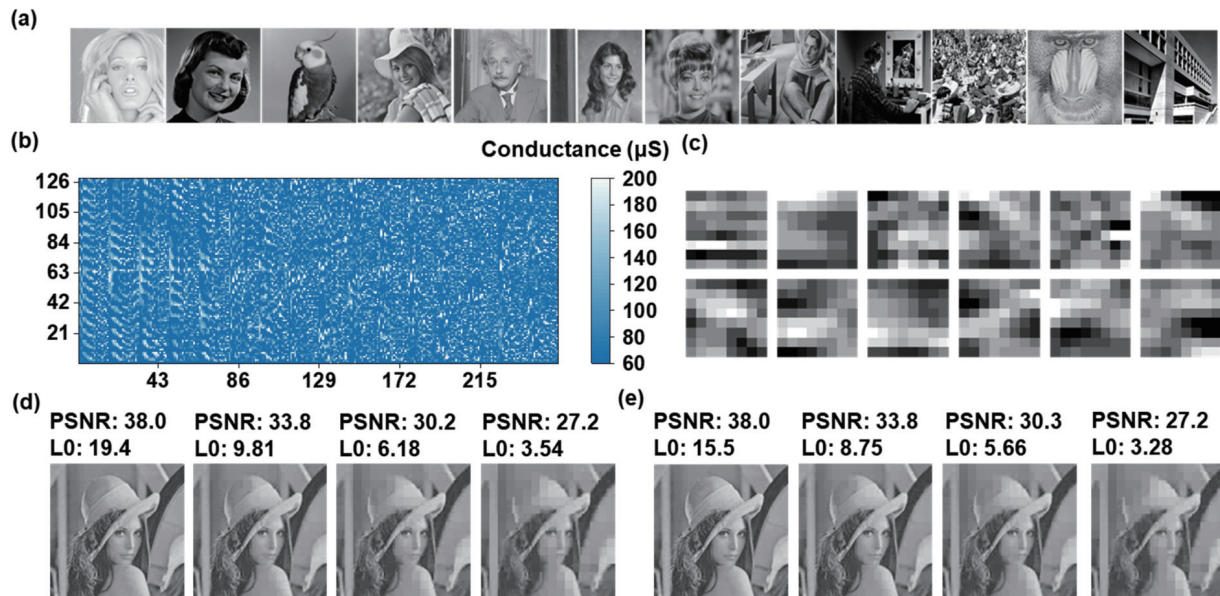 (a)
(b)
Conductance (µS)
(c)
126
105
84
63
42
21
43
86
129
172
215
200
180
160
140
120
100
80
60
(d)
PSNR: 38.0
L0: 19.4
PSNR: 33.8
L0: 9.81
PSNR: 30.2
L0: 6.18
PSNR: 27.2
L0: 3.54
(e)
PSNR: 38.0
L0: 15.5
PSNR: 33.8
L0: 8.75
PSNR: 30.3
L0: 5.66
PSNR: 27.2
L0: 3.28